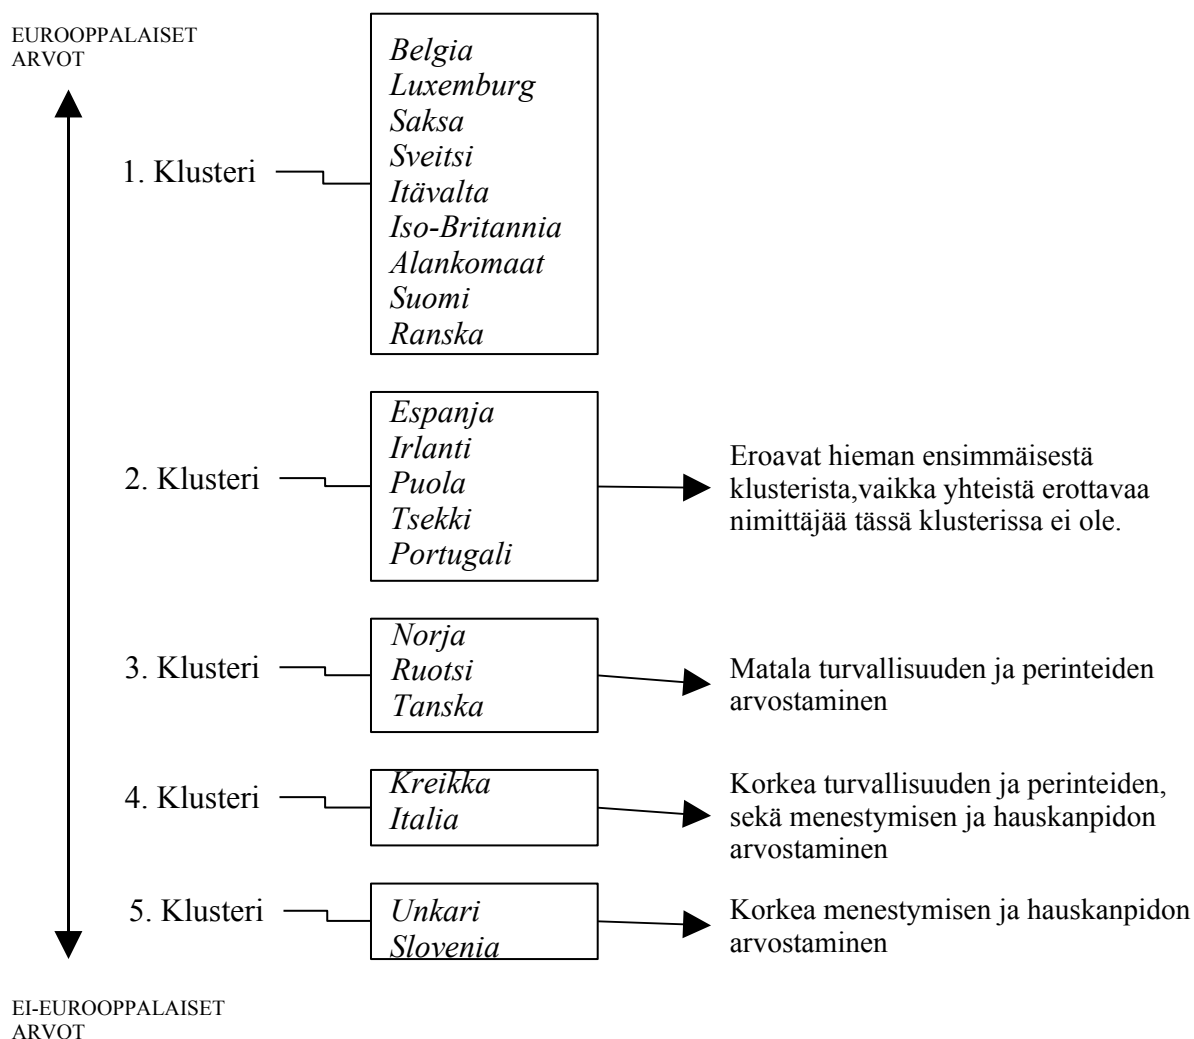 EUROOPPALAISET
ARVOT
1. Klusteri
Belgia
Luxemburg
Saksa
Sveitsi
Itävalta
Iso-Britannia
Alankomaat
Suomi
Ranska
2. Klusteri
Espanja
Irlanti
Puola
Tsekki
Portugali
Eroavat hieman ensimmäisestä
klusterista,vaikka yhteistä erottavaa
nimittäjää tässä klusterissa ei ole.
3. Klusteri
Norja
Ruotsi
Tanska
Matala turvallisuuden ja perinteiden
arvostaminen
4. Klusteri
Kreikka
Italia
Korkea turvallisuuden ja perinteiden,
sekä menestymisen ja hauskanpidon
arvostaminen
5. Klusteri
Unkari
Slovenia
Korkea menestymisen ja hauskanpidon
arvostaminen
EI-EUROOPPALAISET
ARVOT